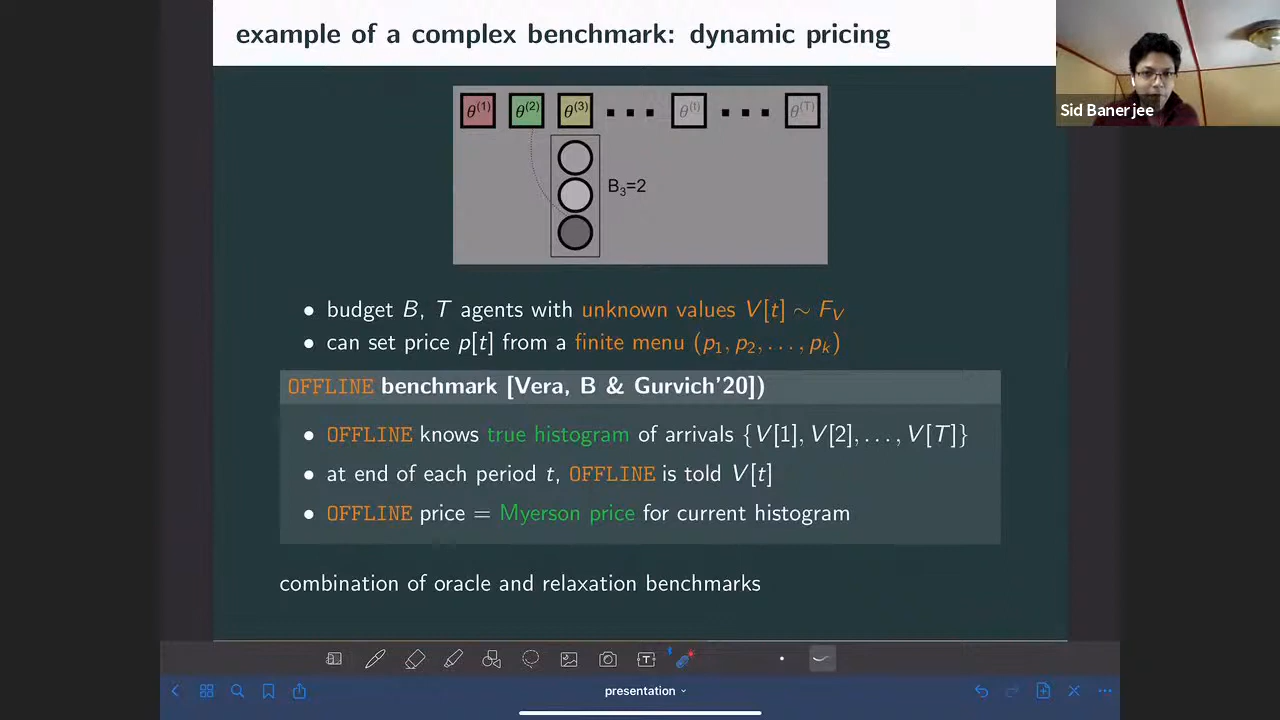 example of a complex benchmark: dynamic pricing
Sid Banerjee
θ(1) θ(2) θ(3) ... θ(t) ... θ(T)
B3=2
• budget B, T agents with unknown values V[t] ∼ FV
• can set price p[t] from a finite menu (p1, p2, . . . , pk)
OFFLINE benchmark [Vera, B & Gurvich'20])
• OFFLINE knows true histogram of arrivals {V[1], V[2], . . . , V[T]}
• at end of each period t, OFFLINE is told V[t]
• OFFLINE price = Myerson price for current histogram
combination of oracle and relaxation benchmarks
presentation